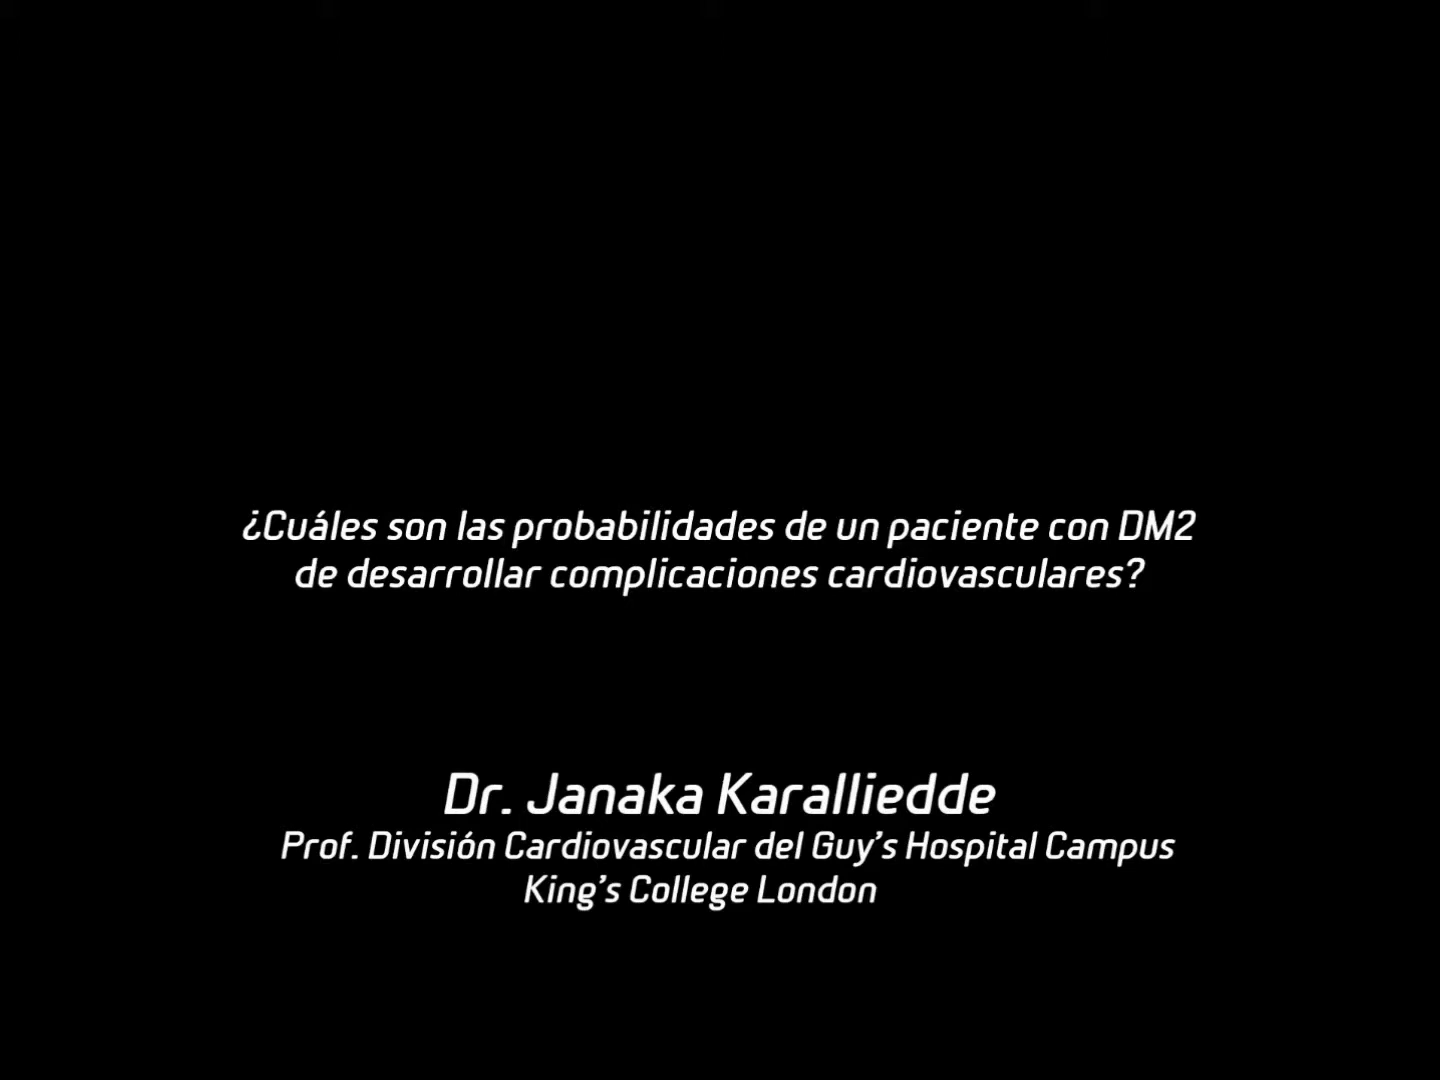 ¿Cuáles son las probabilidades de un paciente con DM2
de desarrollar complicaciones cardiovasculares?
Dr. Janaka Karalliedde
Prof. División Cardiovascular del Guy’s Hospital Campus
King’s College London